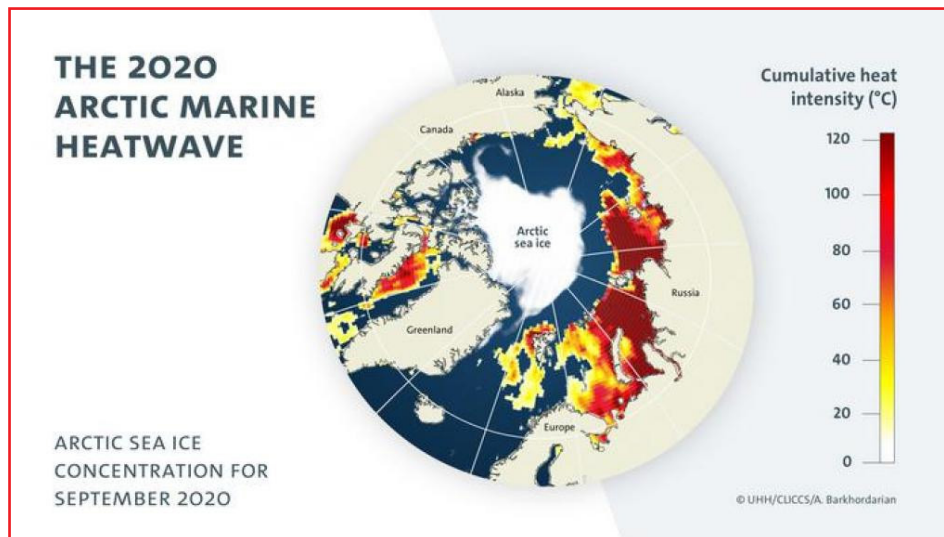 THE 2020
ARCTIC MARINE
HEATWAVE
ARCTIC SEA ICE
CONCENTRATION FOR
SEPTEMBER 2020
Alaska
Canada
Arctic
sea ice
Russia
Greenland
Europe
Cumulative heat
intensity (°C)
120
100
80
60
40
20
0
© UHH/CLICCS/A. Barkhordarian